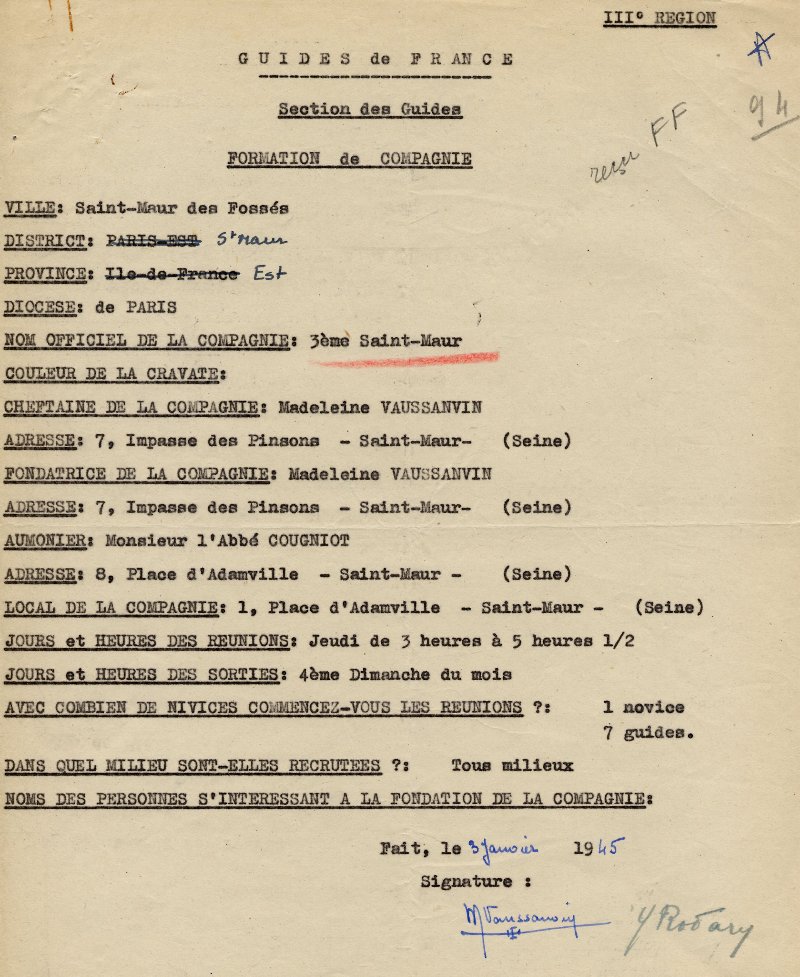 III° REGION
GUIDES de FRANCE
94
Section des Guides
reçu FF
FORMATION de COMPAGNIE
VILLE: Saint-Maur des Fossés
DISTRICT: PARIS-EST St Maur
PROVINCE: Ile-de-France Est
DIOCESE: de PARIS
NOM OFFICIEL DE LA COMPAGNIE: 3ème Saint-Maur
COULEUR DE LA CRAVATE:
CHEFTAINE DE LA COMPAGNIE: Madeleine VAUSSANVIN
ADRESSE: 7, Impasse des Pinsons - Saint-Maur- (Seine)
FONDATRICE DE LA COMPAGNIE: Madeleine VAUSSANVIN
ADRESSE: 7, Impasse des Pinsons - Saint-Maur- (Seine)
AUMONIER: Monsieur l'Abbé COUGNIOT
ADRESSE: 8, Place d'Adamville - Saint-Maur - (Seine)
LOCAL DE LA COMPAGNIE: 1, Place d'Adamville - Saint-Maur - (Seine)
JOURS et HEURES DES REUNIONS: Jeudi de 3 heures à 5 heures 1/2
JOURS et HEURES DES SORTIES: 4ème Dimanche du mois
AVEC COMBIEN DE NIVICES COMMENCEZ-VOUS LES REUNIONS ?: 1 novice
7 guides.
DANS QUEL MILIEU SONT-ELLES RECRUTEES ?: Tous milieux
NOMS DES PERSONNES S'INTERESSANT A LA FONDATION DE LA COMPAGNIE:
Fait, le 3 Janvier 1945
Signature :
MVaussanvin Y Rodary